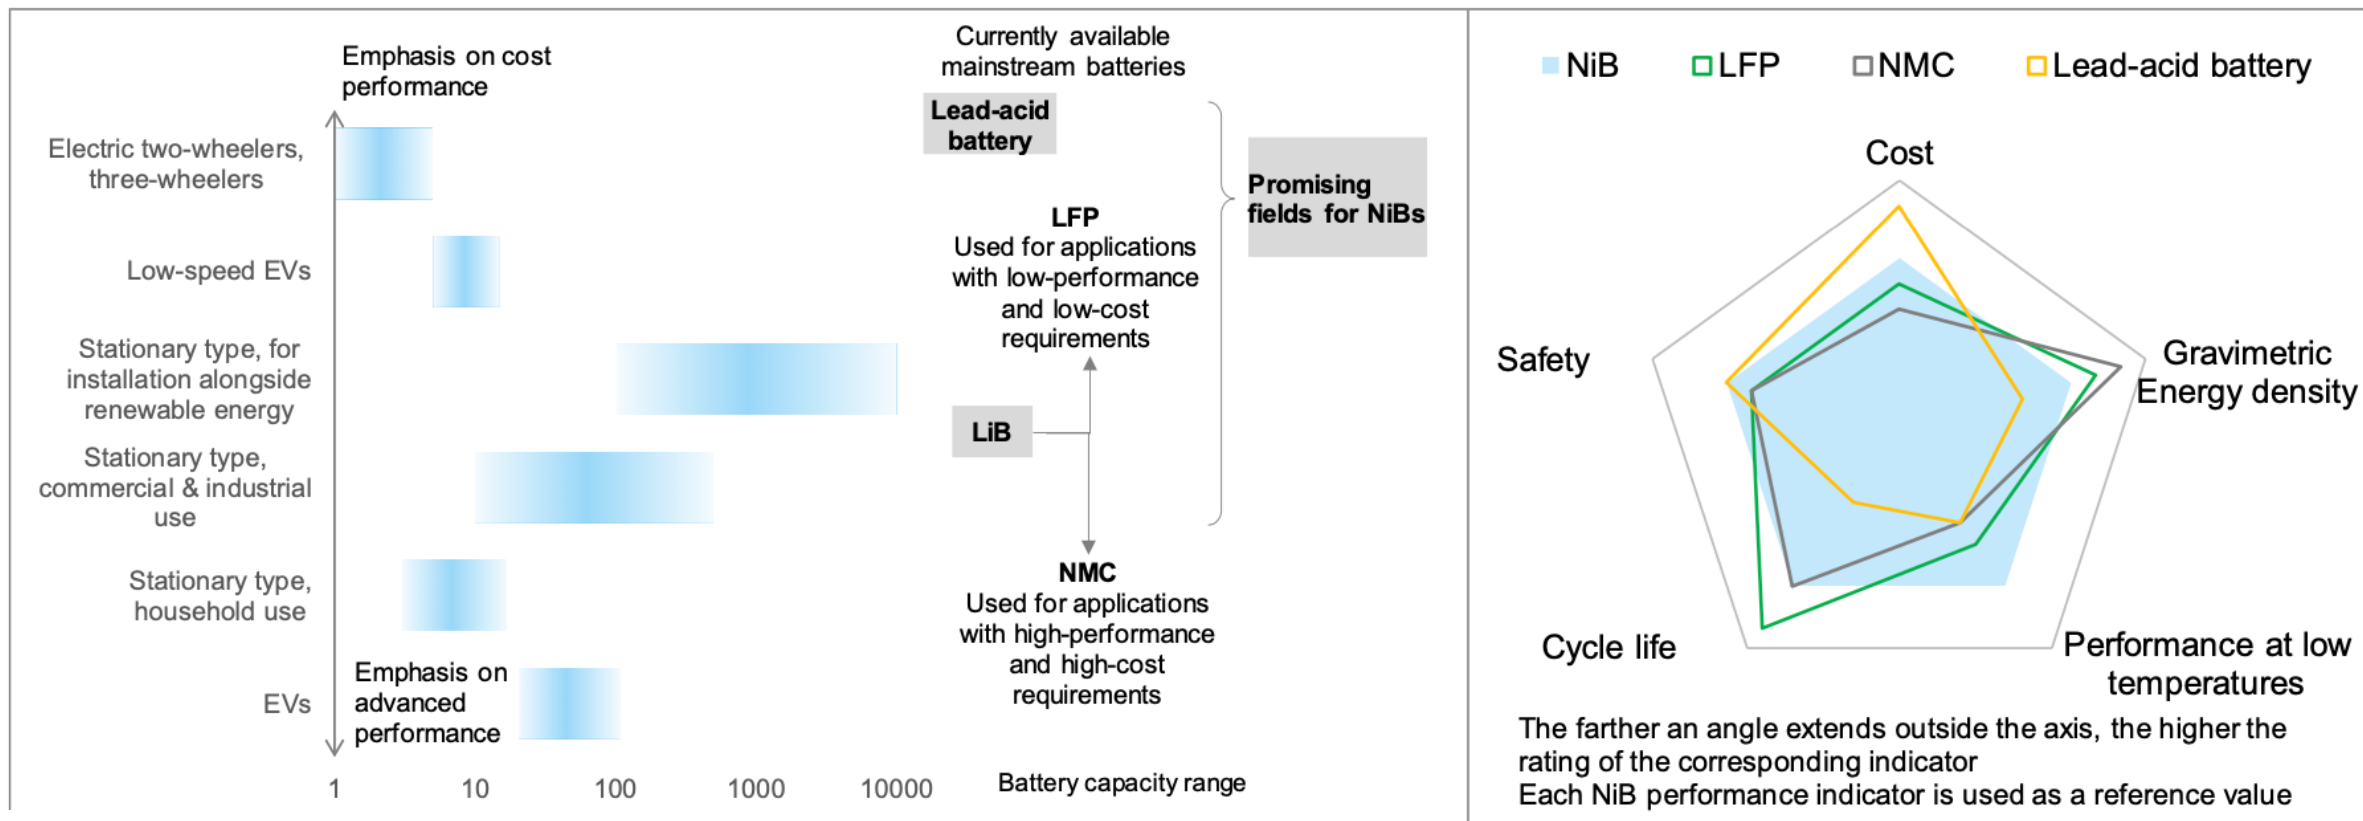 Emphasis on cost
performance
Electric two-wheelers,
three-wheelers
Low-speed EVs
Stationary type, for
installation alongside
renewable energy
Stationary type,
commercial & industrial
use
Stationary type,
household use
EVs
Emphasis on
advanced
performance
1
10
100
1000
10000
Battery capacity range
Currently available
mainstream batteries
Lead-acid
battery
LFP
Used for applications
with low-performance
and low-cost
requirements
LiB
NMC
Used for applications
with high-performance
and high-cost
requirements
Promising
fields for NiBs
NiB
LFP
NMC
Lead-acid battery
Cost
Safety
Gravimetric
Energy density
Cycle life
Performance at low
temperatures
The farther an angle extends outside the axis, the higher the
rating of the corresponding indicator
Each NiB performance indicator is used as a reference value